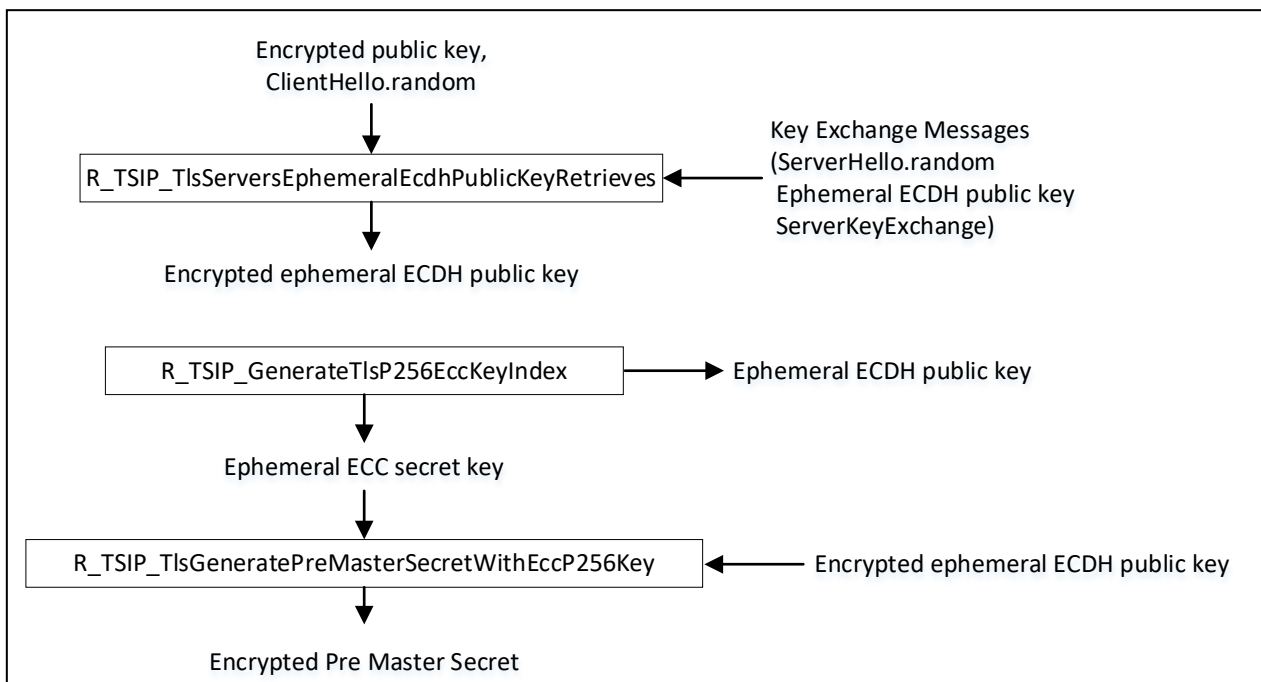 Encrypted public key,
ClientHello.random
Key Exchange Messages
(ServerHello.random
Ephemeral ECDH public key
ServerKeyExchange)
R_TSIP_TlsServersEphemeralEcdhPublicKeyRetrieves
Encrypted ephemeral ECDH public key
R_TSIP_GenerateTlsP256EccKeyIndex
Ephemeral ECDH public key
Ephemeral ECC secret key
R_TSIP_TlsGeneratePreMasterSecretWithEccP256Key
Encrypted ephemeral ECDH public key
Encrypted Pre Master Secret